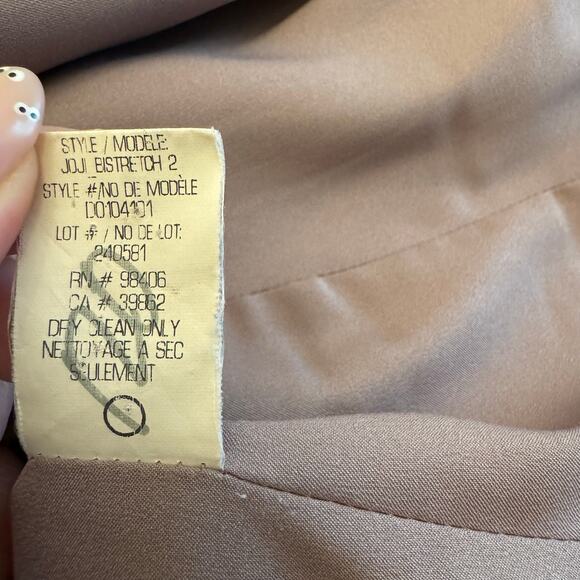 STYLE / MODÈLE:
JOJI BISTRETCH 2
STYLE #/NO DE MODÈLE
D0104101
LOT # / NO DE LOT:
240581
RN # 98406
CA # 39862
DRY CLEAN ONLY
NETTOYAGE A SEC
SEULEMENT